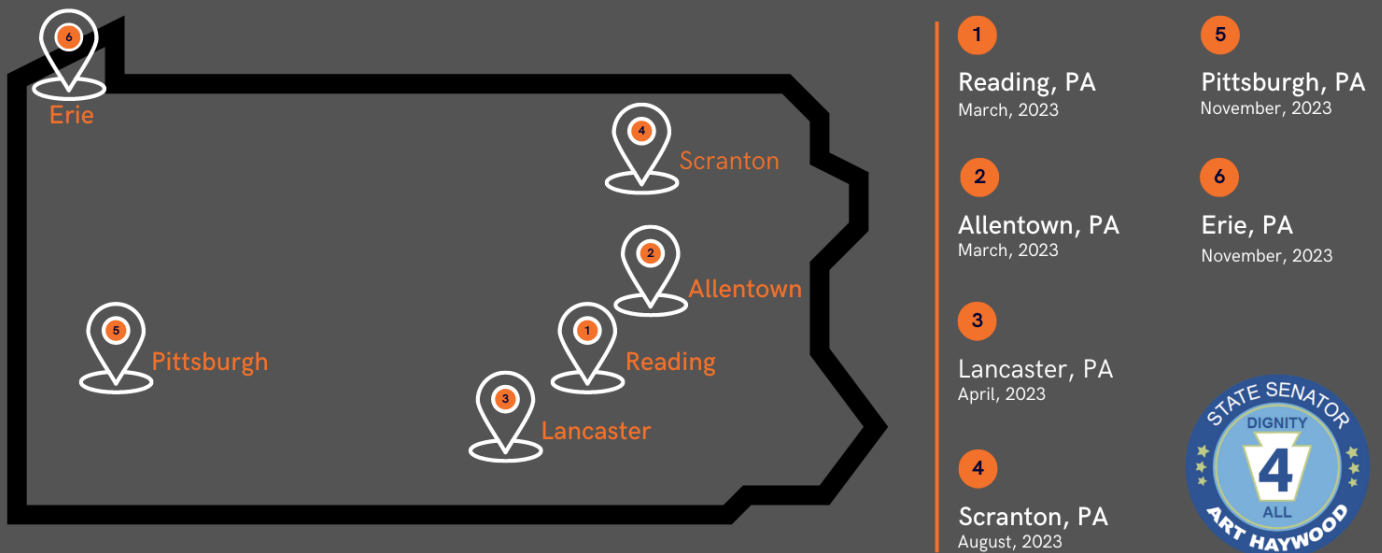 6
Erie
4
Scranton
2
Allentown
5
Pittsburgh
1
Reading
3
Lancaster
1
Reading, PA
March, 2023
2
Allentown, PA
March, 2023
3
Lancaster, PA
April, 2023
4
Scranton, PA
August, 2023
5
Pittsburgh, PA
November, 2023
6
Erie, PA
November, 2023
STATE SENATOR
DIGNITY
4
ALL
ART HAYWOOD